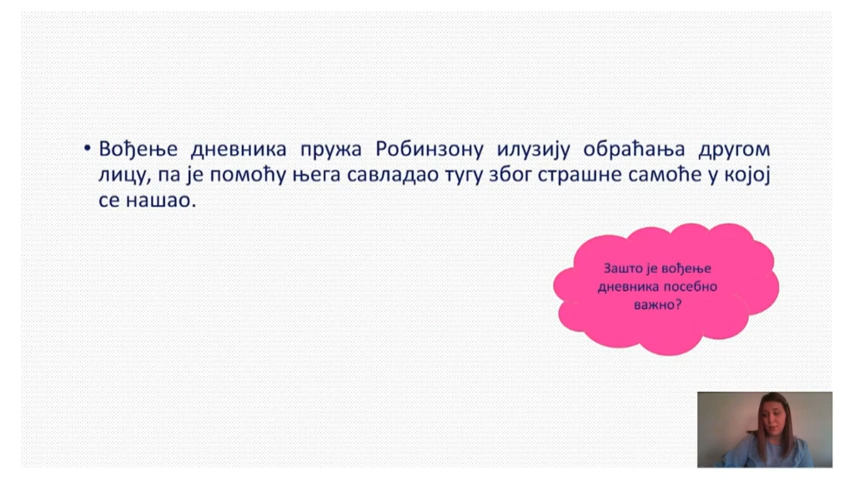 • Вођење дневника пружа Робинзону илузију обраћања другом
лицу, па је помоћу њега савладао тугу због страшне самоће у којој
се нашао.
Зашто је вођење
дневника посебно
важно?